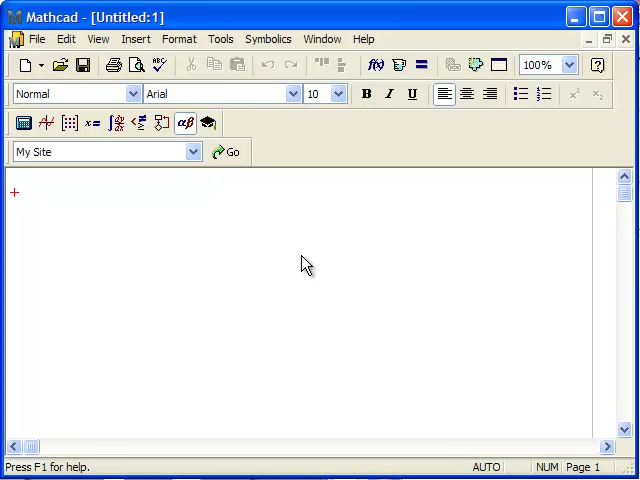 Mathcad - [Untitled:1]
File Edit View Insert Format Tools Symbolics Window Help
100%
Normal Arial 10 B I U
αβ
My Site Go
Press F1 for help. AUTO NUM Page 1